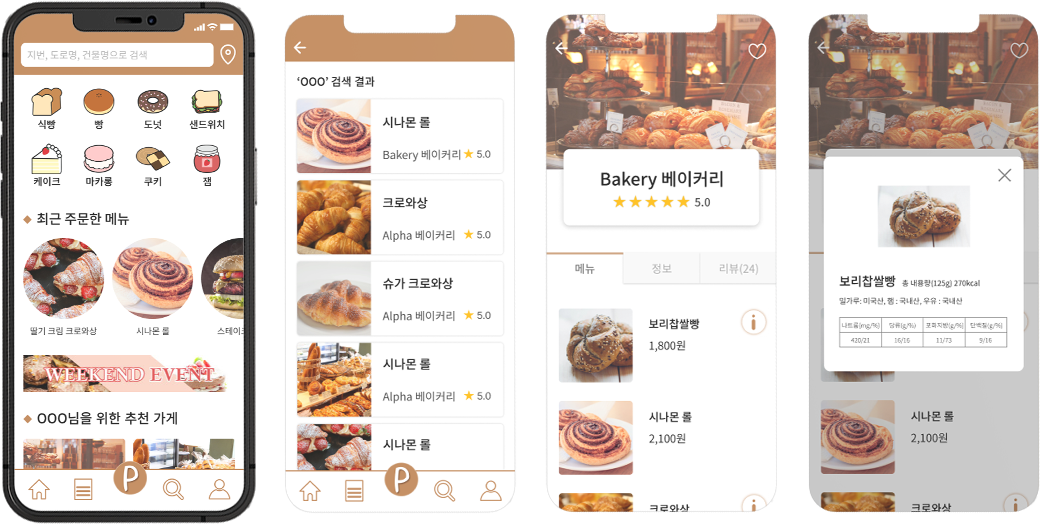 지번, 도로명, 건물명으로 검색
식빵
빵
도넛
샌드위치
케이크
마카롱
쿠키
잼
최근 주문한 메뉴
딸기 크림 크로와상
시나몬 롤
스테이크
WEEKEND EVENT
OOO님을 위한 추천 가게
P
‘OOO’ 검색 결과
시나몬 롤
Bakery 베이커리 ★ 5.0
크로와상
Alpha 베이커리 ★ 5.0
슈가 크로와상
Alpha 베이커리 ★ 5.0
시나몬 롤
Alpha 베이커리 ★ 5.0
시나몬 롤
P
Bakery 베이커리
★★★★★ 5.0
메뉴
정보
리뷰(24)
보리찹쌀빵
1,800원
시나몬 롤
2,100원
크로와상
보리찹쌀빵 총 내용량(125g) 270kcal
밀가루: 미국산, 햄 : 국내산, 우유 : 국내산
나트륨(mg/%) 당류(g/%) 포화지방(g/%) 단백질(g/%)
420/21 16/16 11/73 9/16
시나몬 롤
2,100원
크로와상